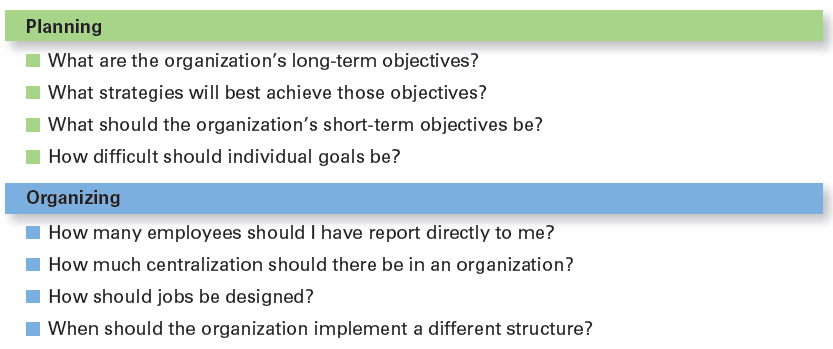 Planning
What are the organization’s long-term objectives?
What strategies will best achieve those objectives?
What should the organization’s short-term objectives be?
How difficult should individual goals be?
Organizing
How many employees should I have report directly to me?
How much centralization should there be in an organization?
How should jobs be designed?
When should the organization implement a different structure?